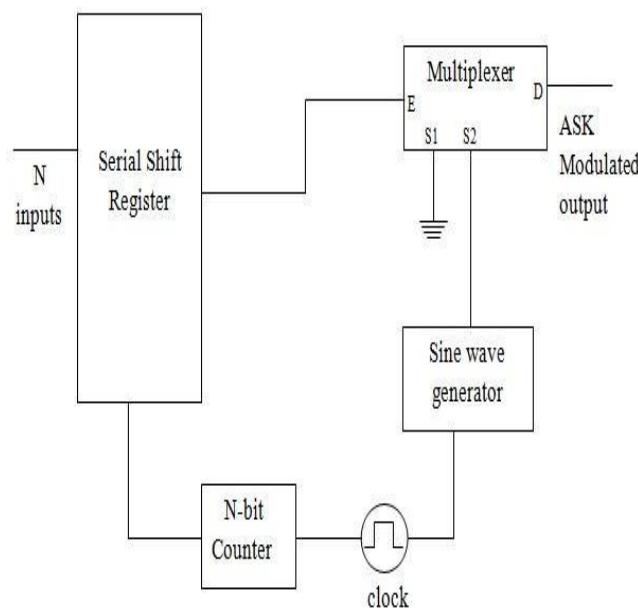 Multiplexer
E
D
S1 S2
ASK
Modulated
output
Serial Shift
Register
N
inputs
Sine wave
generator
N-bit
Counter
clock